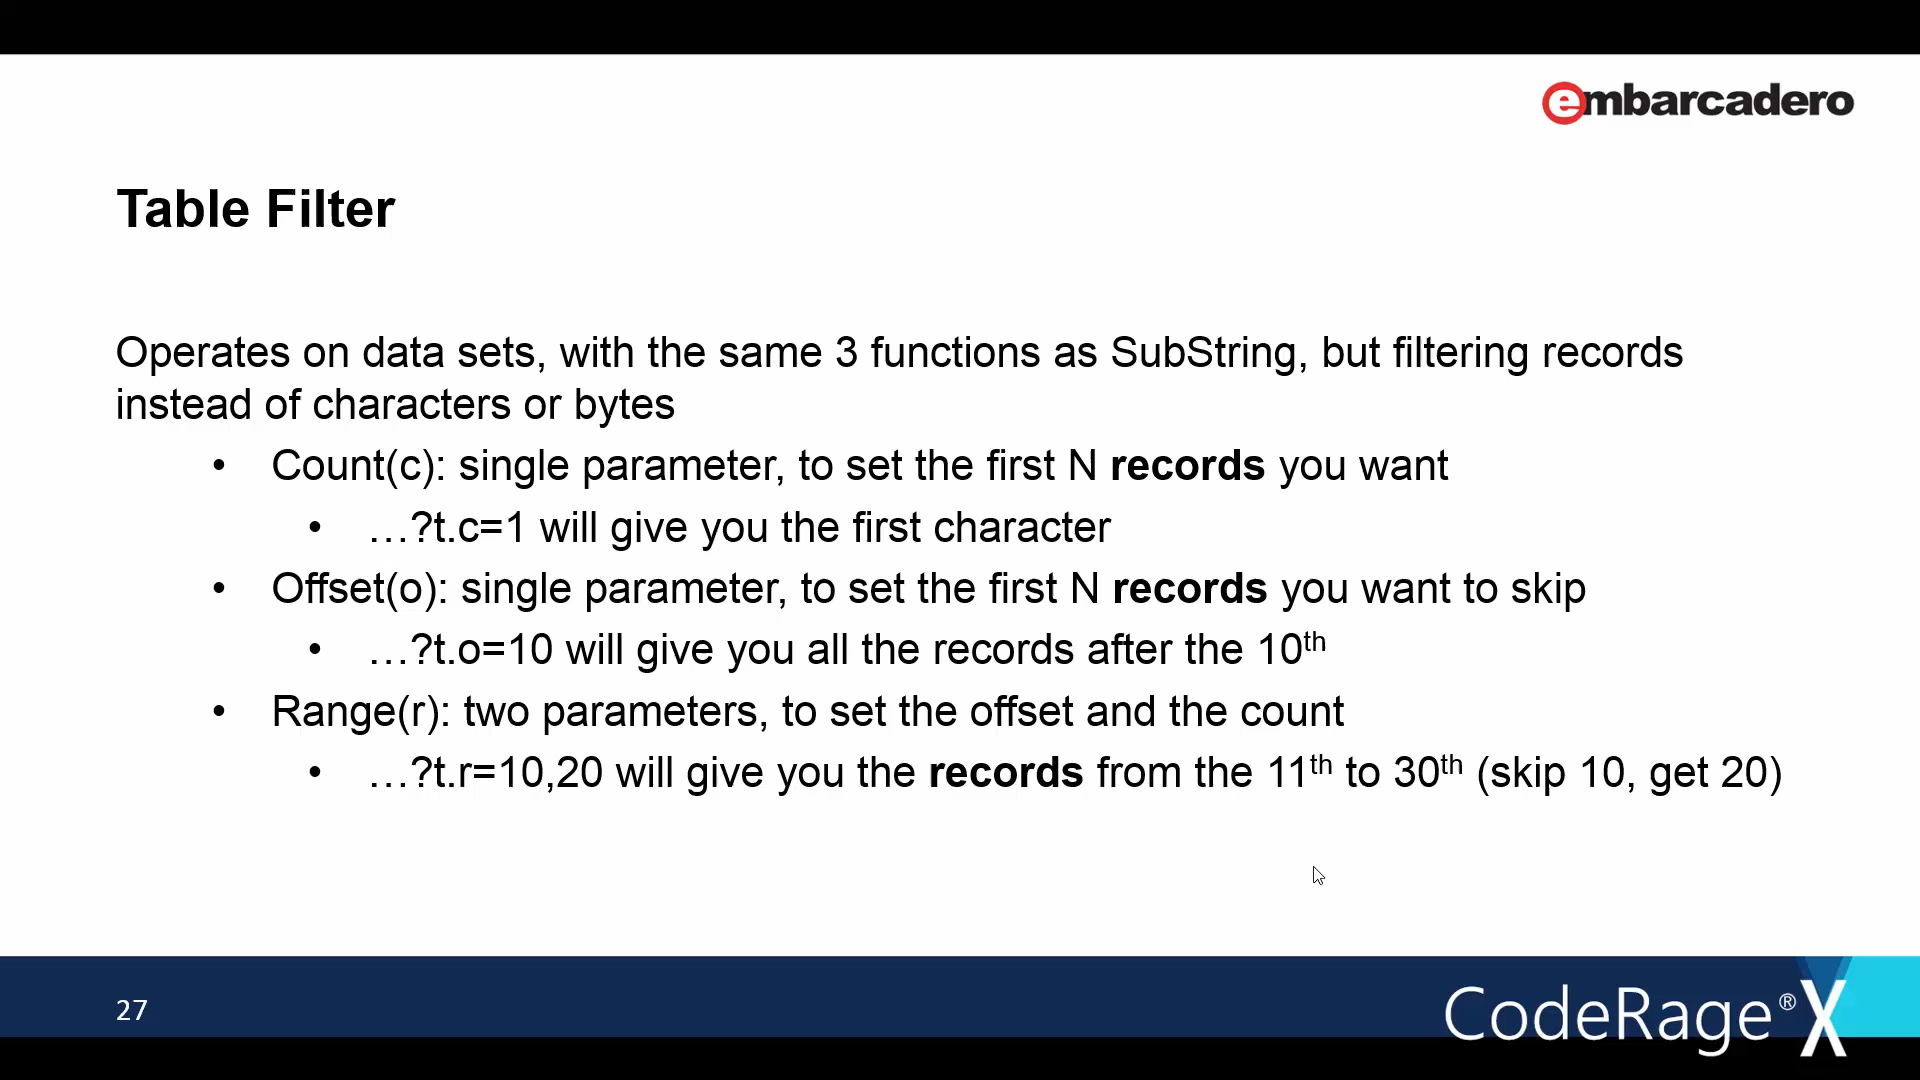 embarcadero
Table Filter
Operates on data sets, with the same 3 functions as SubString, but filtering records
instead of characters or bytes
• Count(c): single parameter, to set the first N records you want
• …?t.c=1 will give you the first character
• Offset(o): single parameter, to set the first N records you want to skip
• …?t.o=10 will give you all the records after the 10th
• Range(r): two parameters, to set the offset and the count
• …?t.r=10,20 will give you the records from the 11th to 30th (skip 10, get 20)
27
CodeRage® X